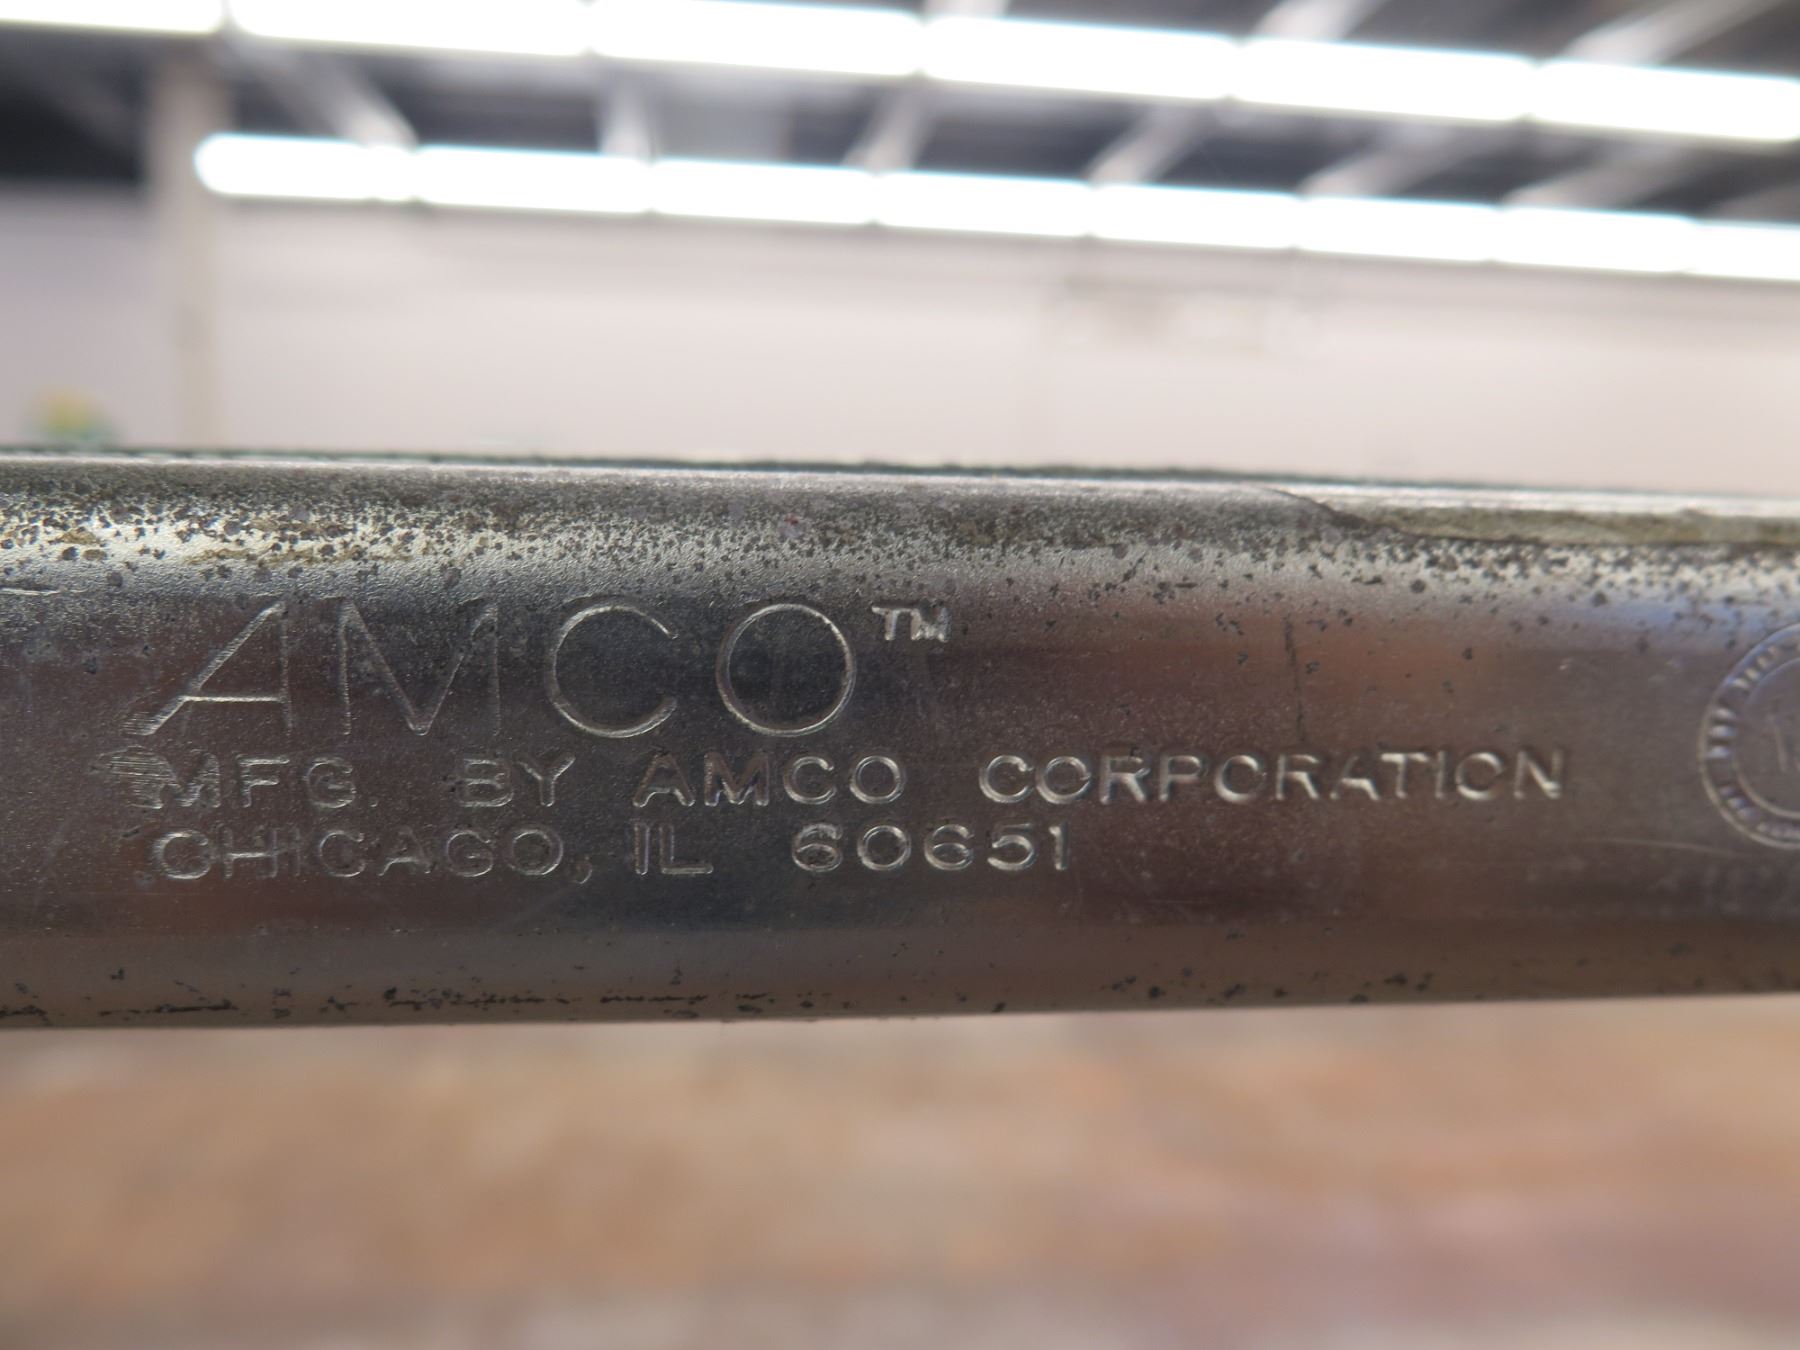 AMCO™
MFG. BY AMCO CORPORATION
CHICAGO, IL 60651